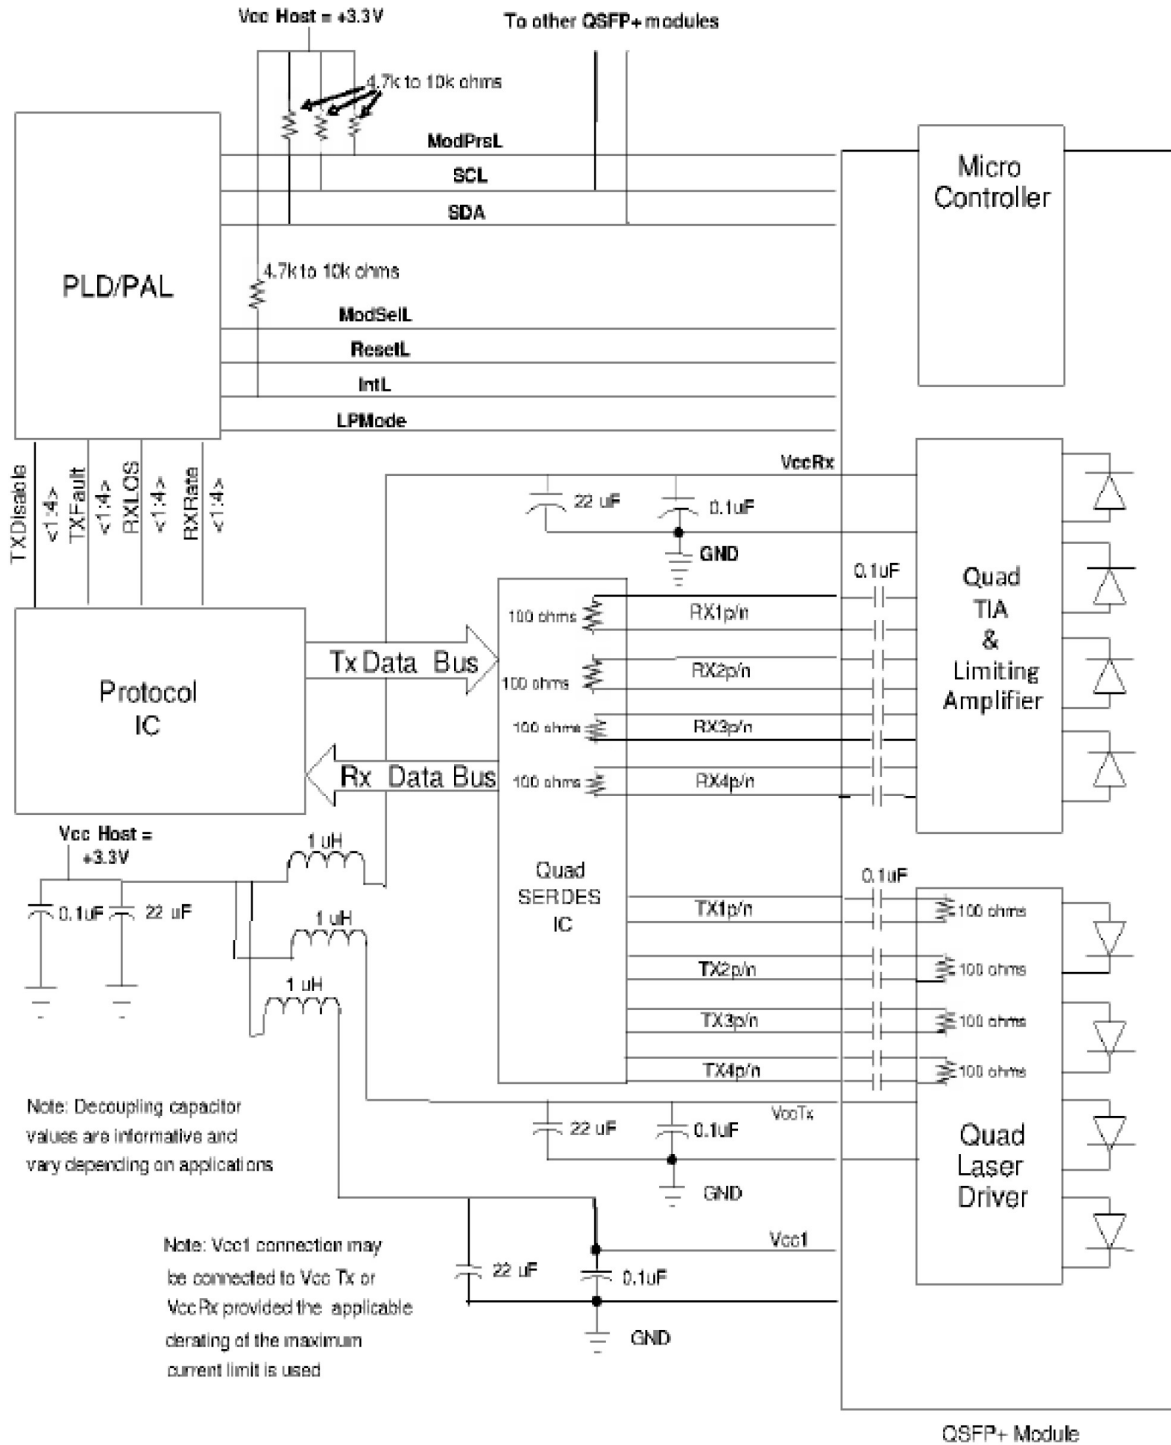 Vcc Host = +3.3V
To other QSFP+ modules
4.7k to 10k ohms
ModPrsL
SCL
SDA
Micro
Controller
PLD/PAL
4.7k to 10k ohms
ModSelL
ResetL
IntL
LPMode
TXDisable
<1:4>
TXFault
<1:4>
RXLOS
<1:4>
RXRate
<1:4>
VccRx
22 uF
0.1uF
GND
0.1uF
Quad
TIA
&
Limiting
Amplifier
100 ohms
RX1p/n
100 ohms
RX2p/n
100 ohms
RX3p/n
100 ohms
RX4p/n
Tx Data Bus
Protocol
IC
Rx Data Bus
Vcc Host =
+3.3V
0.1uF
22 uF
1 uH
1 uH
1 uH
Quad
SERDES
IC
0.1uF
TX1p/n
100 ohms
TX2p/n
100 ohms
TX3p/n
100 ohms
TX4p/n
100 ohms
VccTx
22 uF
0.1uF
GND
Quad
Laser
Driver
Note: Decoupling capacitor
values are informative and
vary depending on applications
Note: Vcc1 connection may
be connected to Vcc Tx or
Vcc Rx provided the applicable
derating of the maximum
current limit is used
Vcc1
22 uF
0.1uF
GND
QSFP+ Module